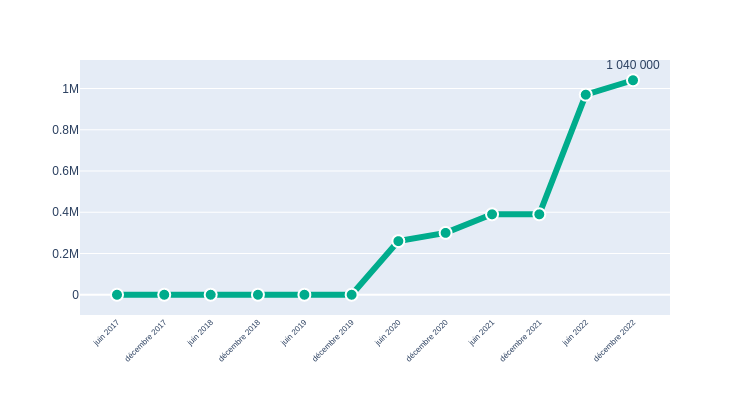 1 040 000
1M
0.8M
0.6M
0.4M
0.2M
0
juin 2017
décembre 2017
juin 2018
décembre 2018
juin 2019
décembre 2019
juin 2020
décembre 2020
juin 2021
décembre 2021
juin 2022
décembre 2022